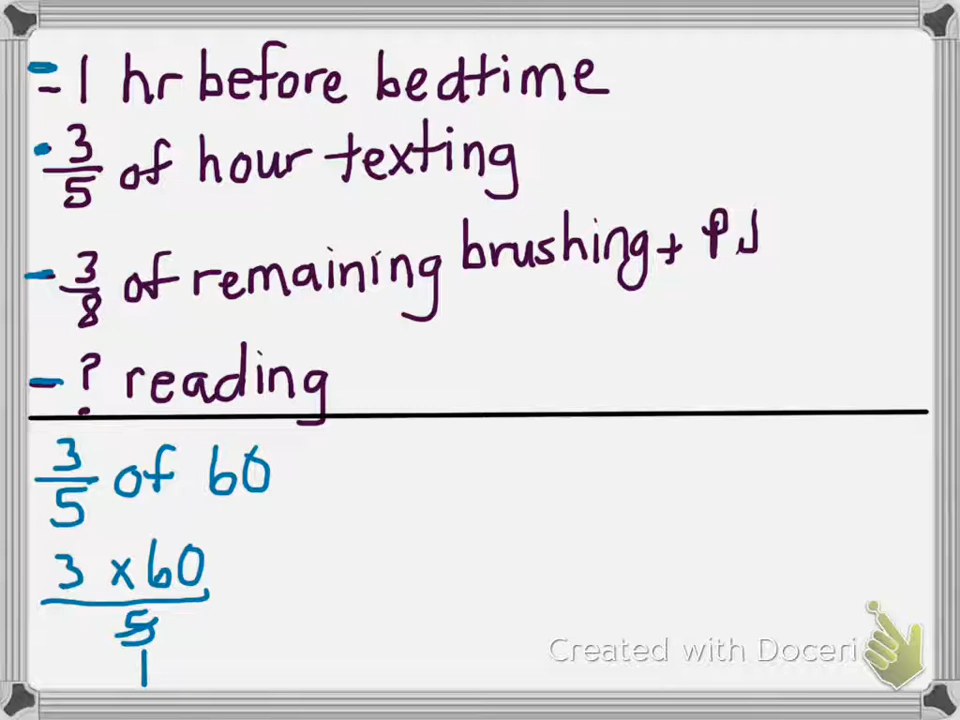 - 1 hr before bedtime
- 3/5 of hour texting
- 3/8 of remaining brushing + PJ
- ? reading
3/5 of 60
3 x 60
5
1
Created with Doceri